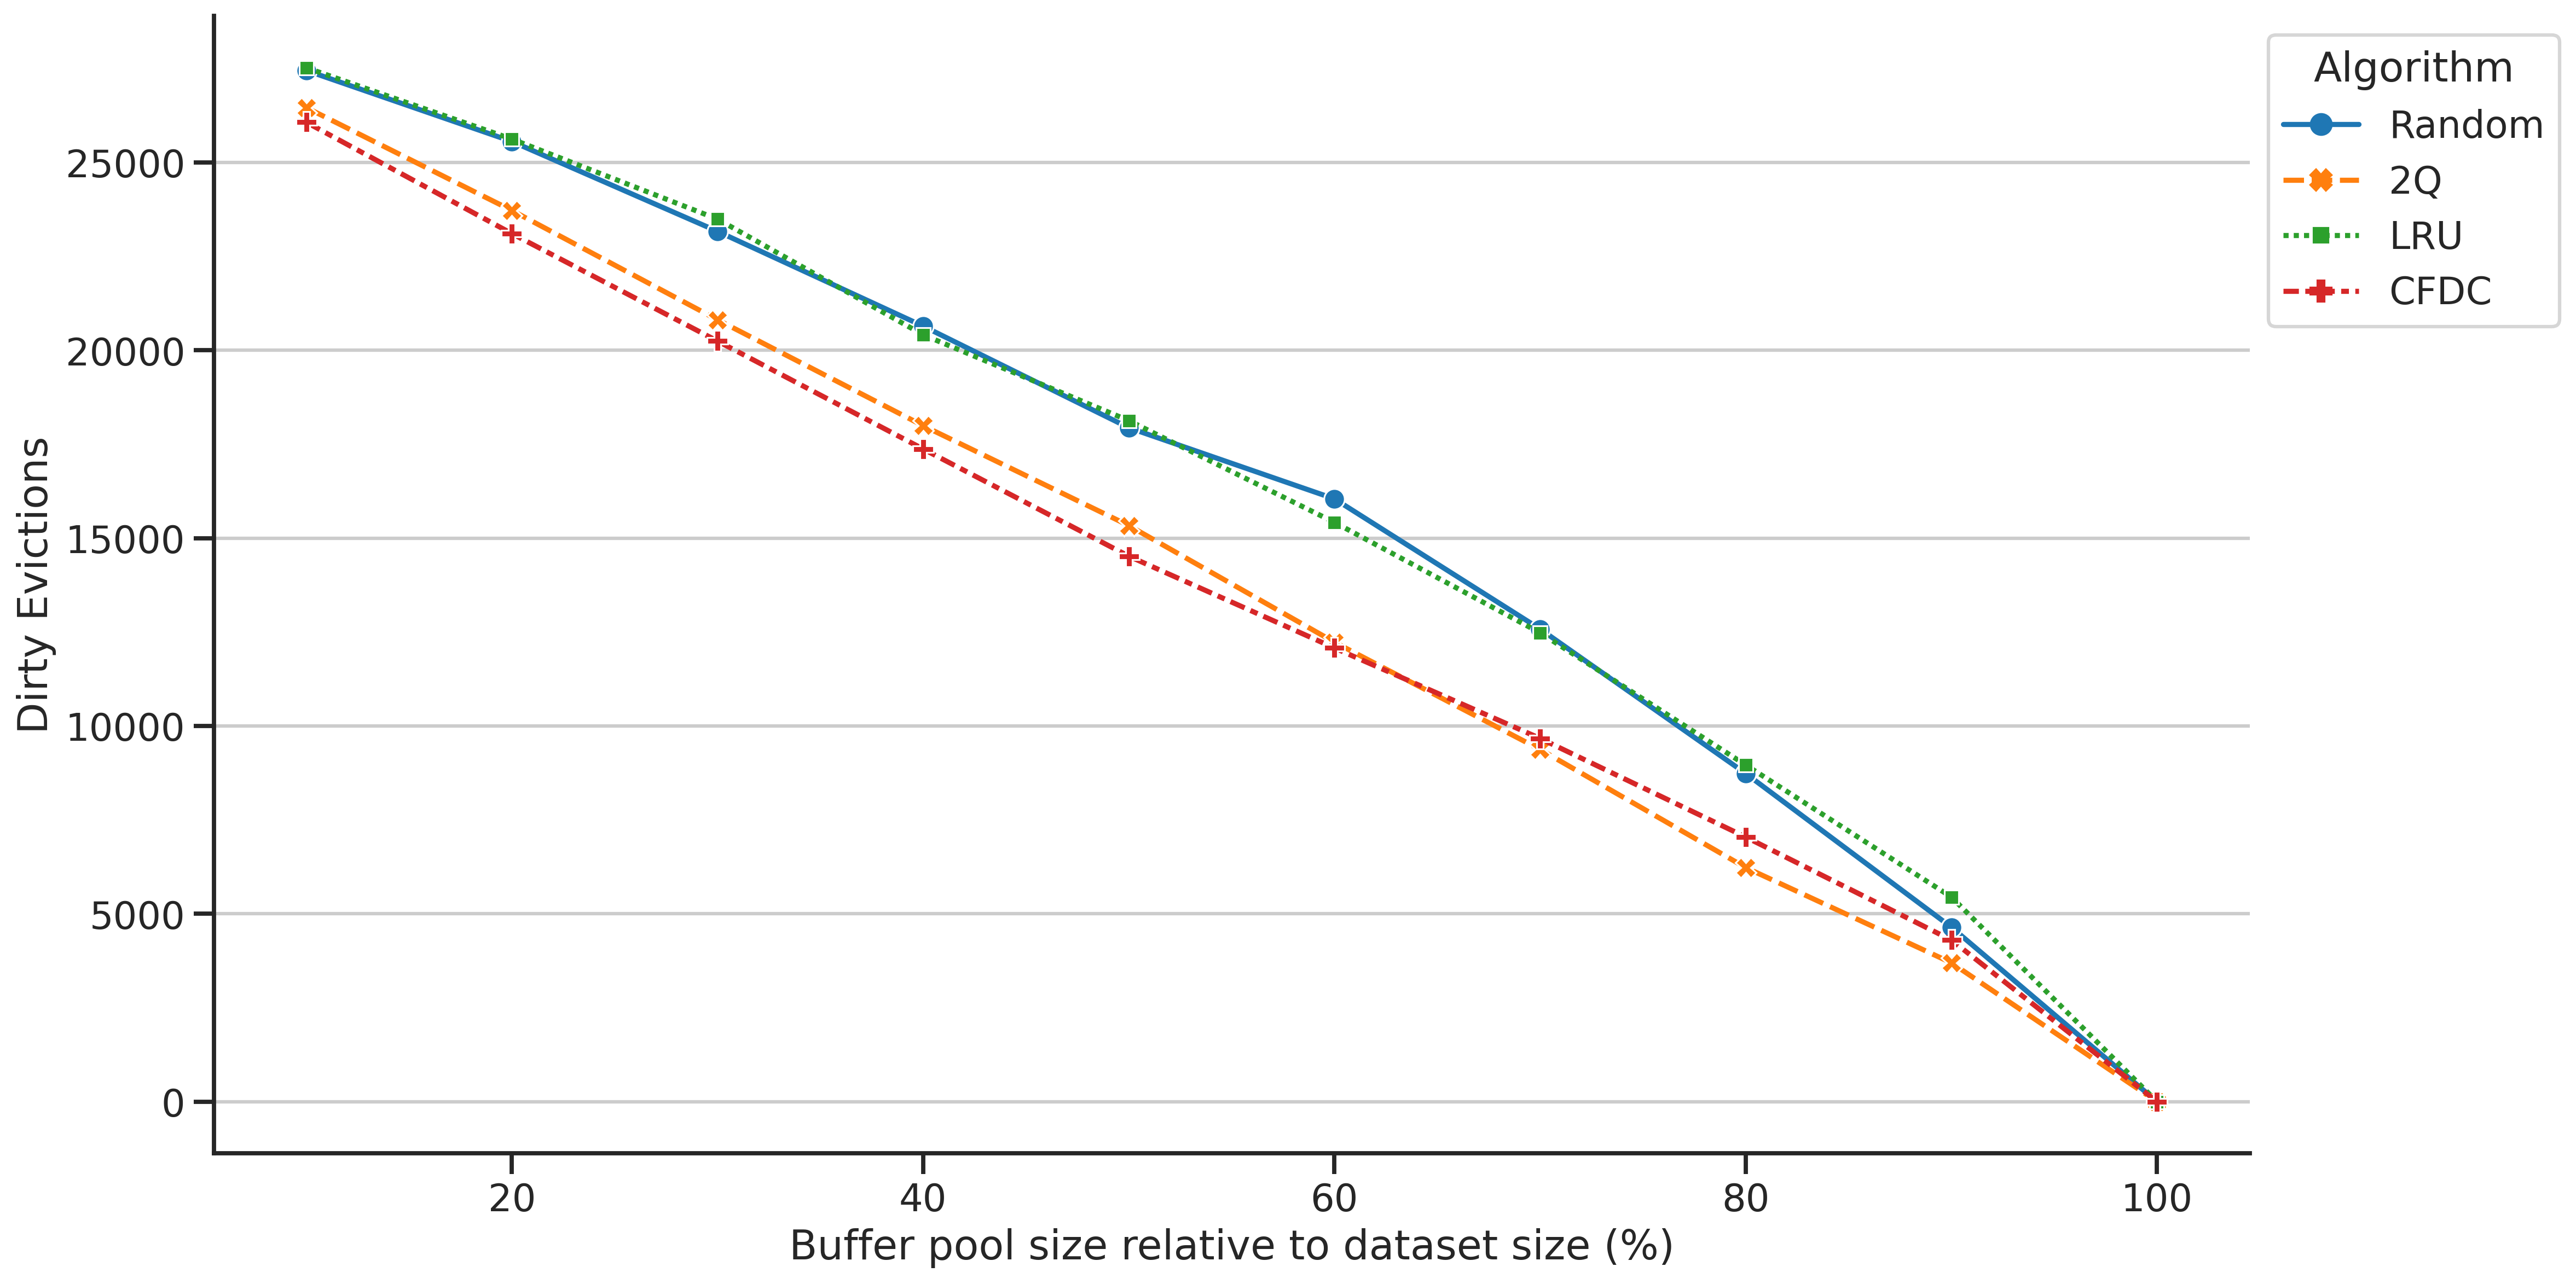 Algorithm
Random
2Q
LRU
CFDC
Dirty Evictions
25000
20000
15000
10000
5000
0
20 40 60 80 100
Buffer pool size relative to dataset size (%)